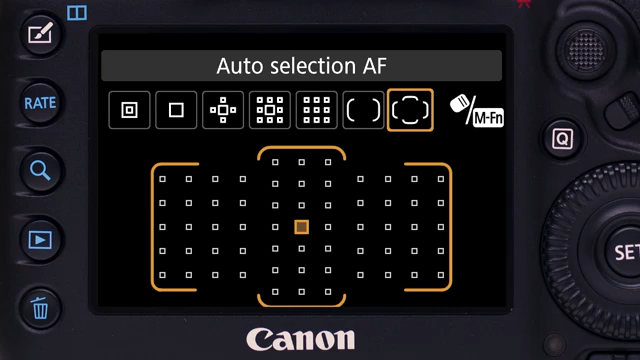 Auto selection AF
RATE
M-Fn
Q
SET
Canon